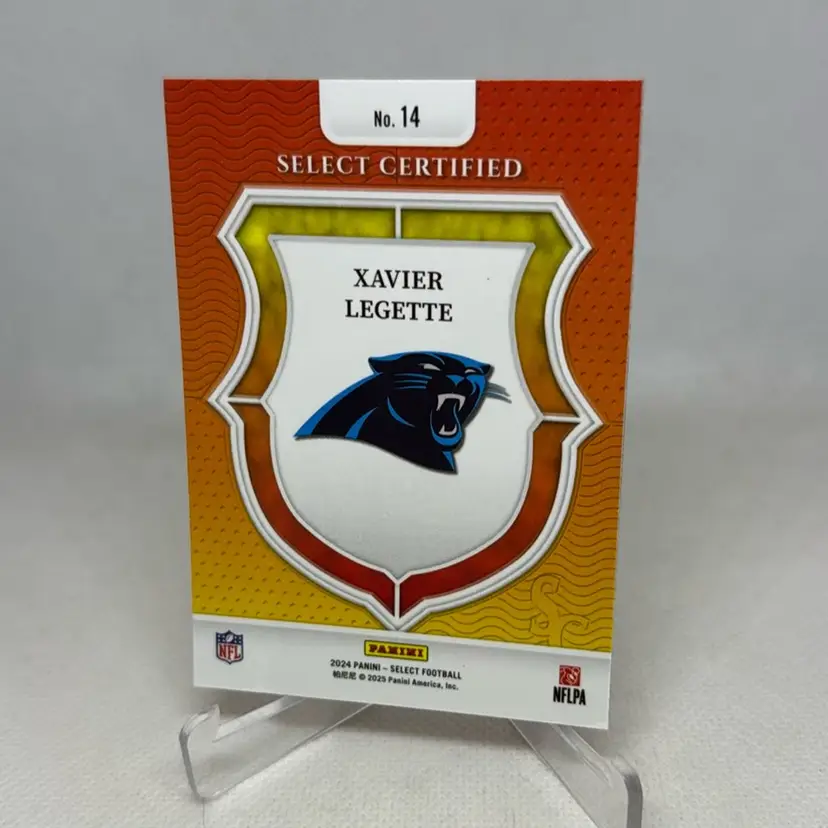 No. 14
SELECT CERTIFIED
XAVIER
LEGETTE
NFL
PANINI
2024 PANINI – SELECT FOOTBALL
帕尼尼 © 2025 Panini America, Inc.
NFLPA